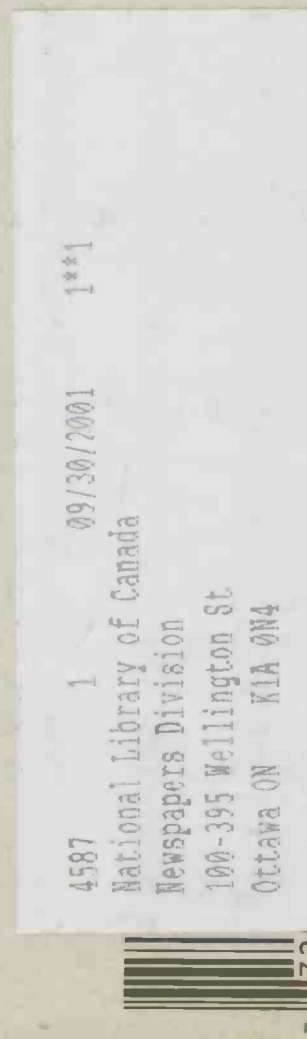 4587 1 09/30/2001 1**1
National Library of Canada
Newspapers Division
100-395 Wellington St
Ottawa ON K1A 0N4